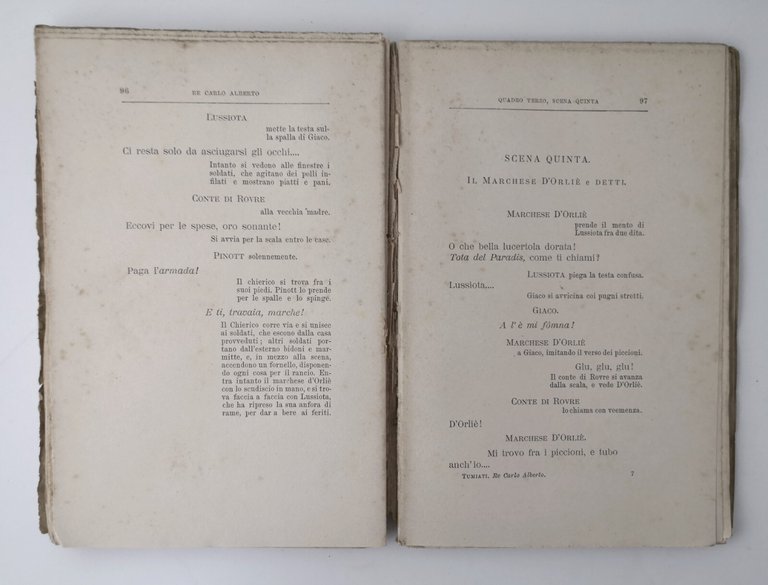 96
RE CARLO ALBERTO
LUSSIOTA
mette la testa sul-
la spalla di Giaco.
Ci resta solo da asciugarsi gli occhi....
Intanto si vedono alle finestre i
soldati, che agitano dei polli in-
filati e mostrano piatti e pani.
CONTE DI ROVRE
alla vecchia madre.
Eccovi per le spese, oro sonante!
Si avvia per la scala entro le case.
PINOTT solennemente.
Paga l'armada!
Il chierico si trova fra i
suoi piedi. Pinott lo prende
per le spalle e lo spinge.
E ti, travaia, marche!
Il Chierico corre via e si unisce
ai soldati, che escono dalla casa
provveduti; altri soldati por-
tano dall'esterno bidoni e mar-
mitte, e, in mezzo alla scena,
accendono un fornello, disponen-
do ogni cosa per il rancio. En-
tra intanto il marchese d'Orliè
con lo scudiscio in mano, e si tro-
va faccia a faccia con Lussiota,
che ha ripreso la sua anfora di
rame, per dar a bere ai feriti.
QUADRO TERZO, SCENA QUINTA
97
SCENA QUINTA.
IL MARCHESE D'ORLIÈ E DETTI.
MARCHESE D'ORLIÈ
prende il mento di
Lussiota fra due dita.
O che bella lucertola dorata!
Tota del Paradis, come ti chiami?
LUSSIOTA piega la testa confusa.
Lussiota....
Giaco si avvicina coi pugni stretti.
GIACO.
A l'è mi fômna!
MARCHESE D'ORLIÈ
a Giaco, imitando il verso dei piccioni.
Glu, glu, glu!
Il conte di Rovre si avanza
dalla scala, e vede D'Orliè.
CONTE DI ROVRE
lo chiama con veemenza.
D'Orliè!
MARCHESE D'ORLIÈ.
Mi trovo fra i piccioni, e tubo
anch'io....
TUMIATI. Re Carlo Alberto.
7